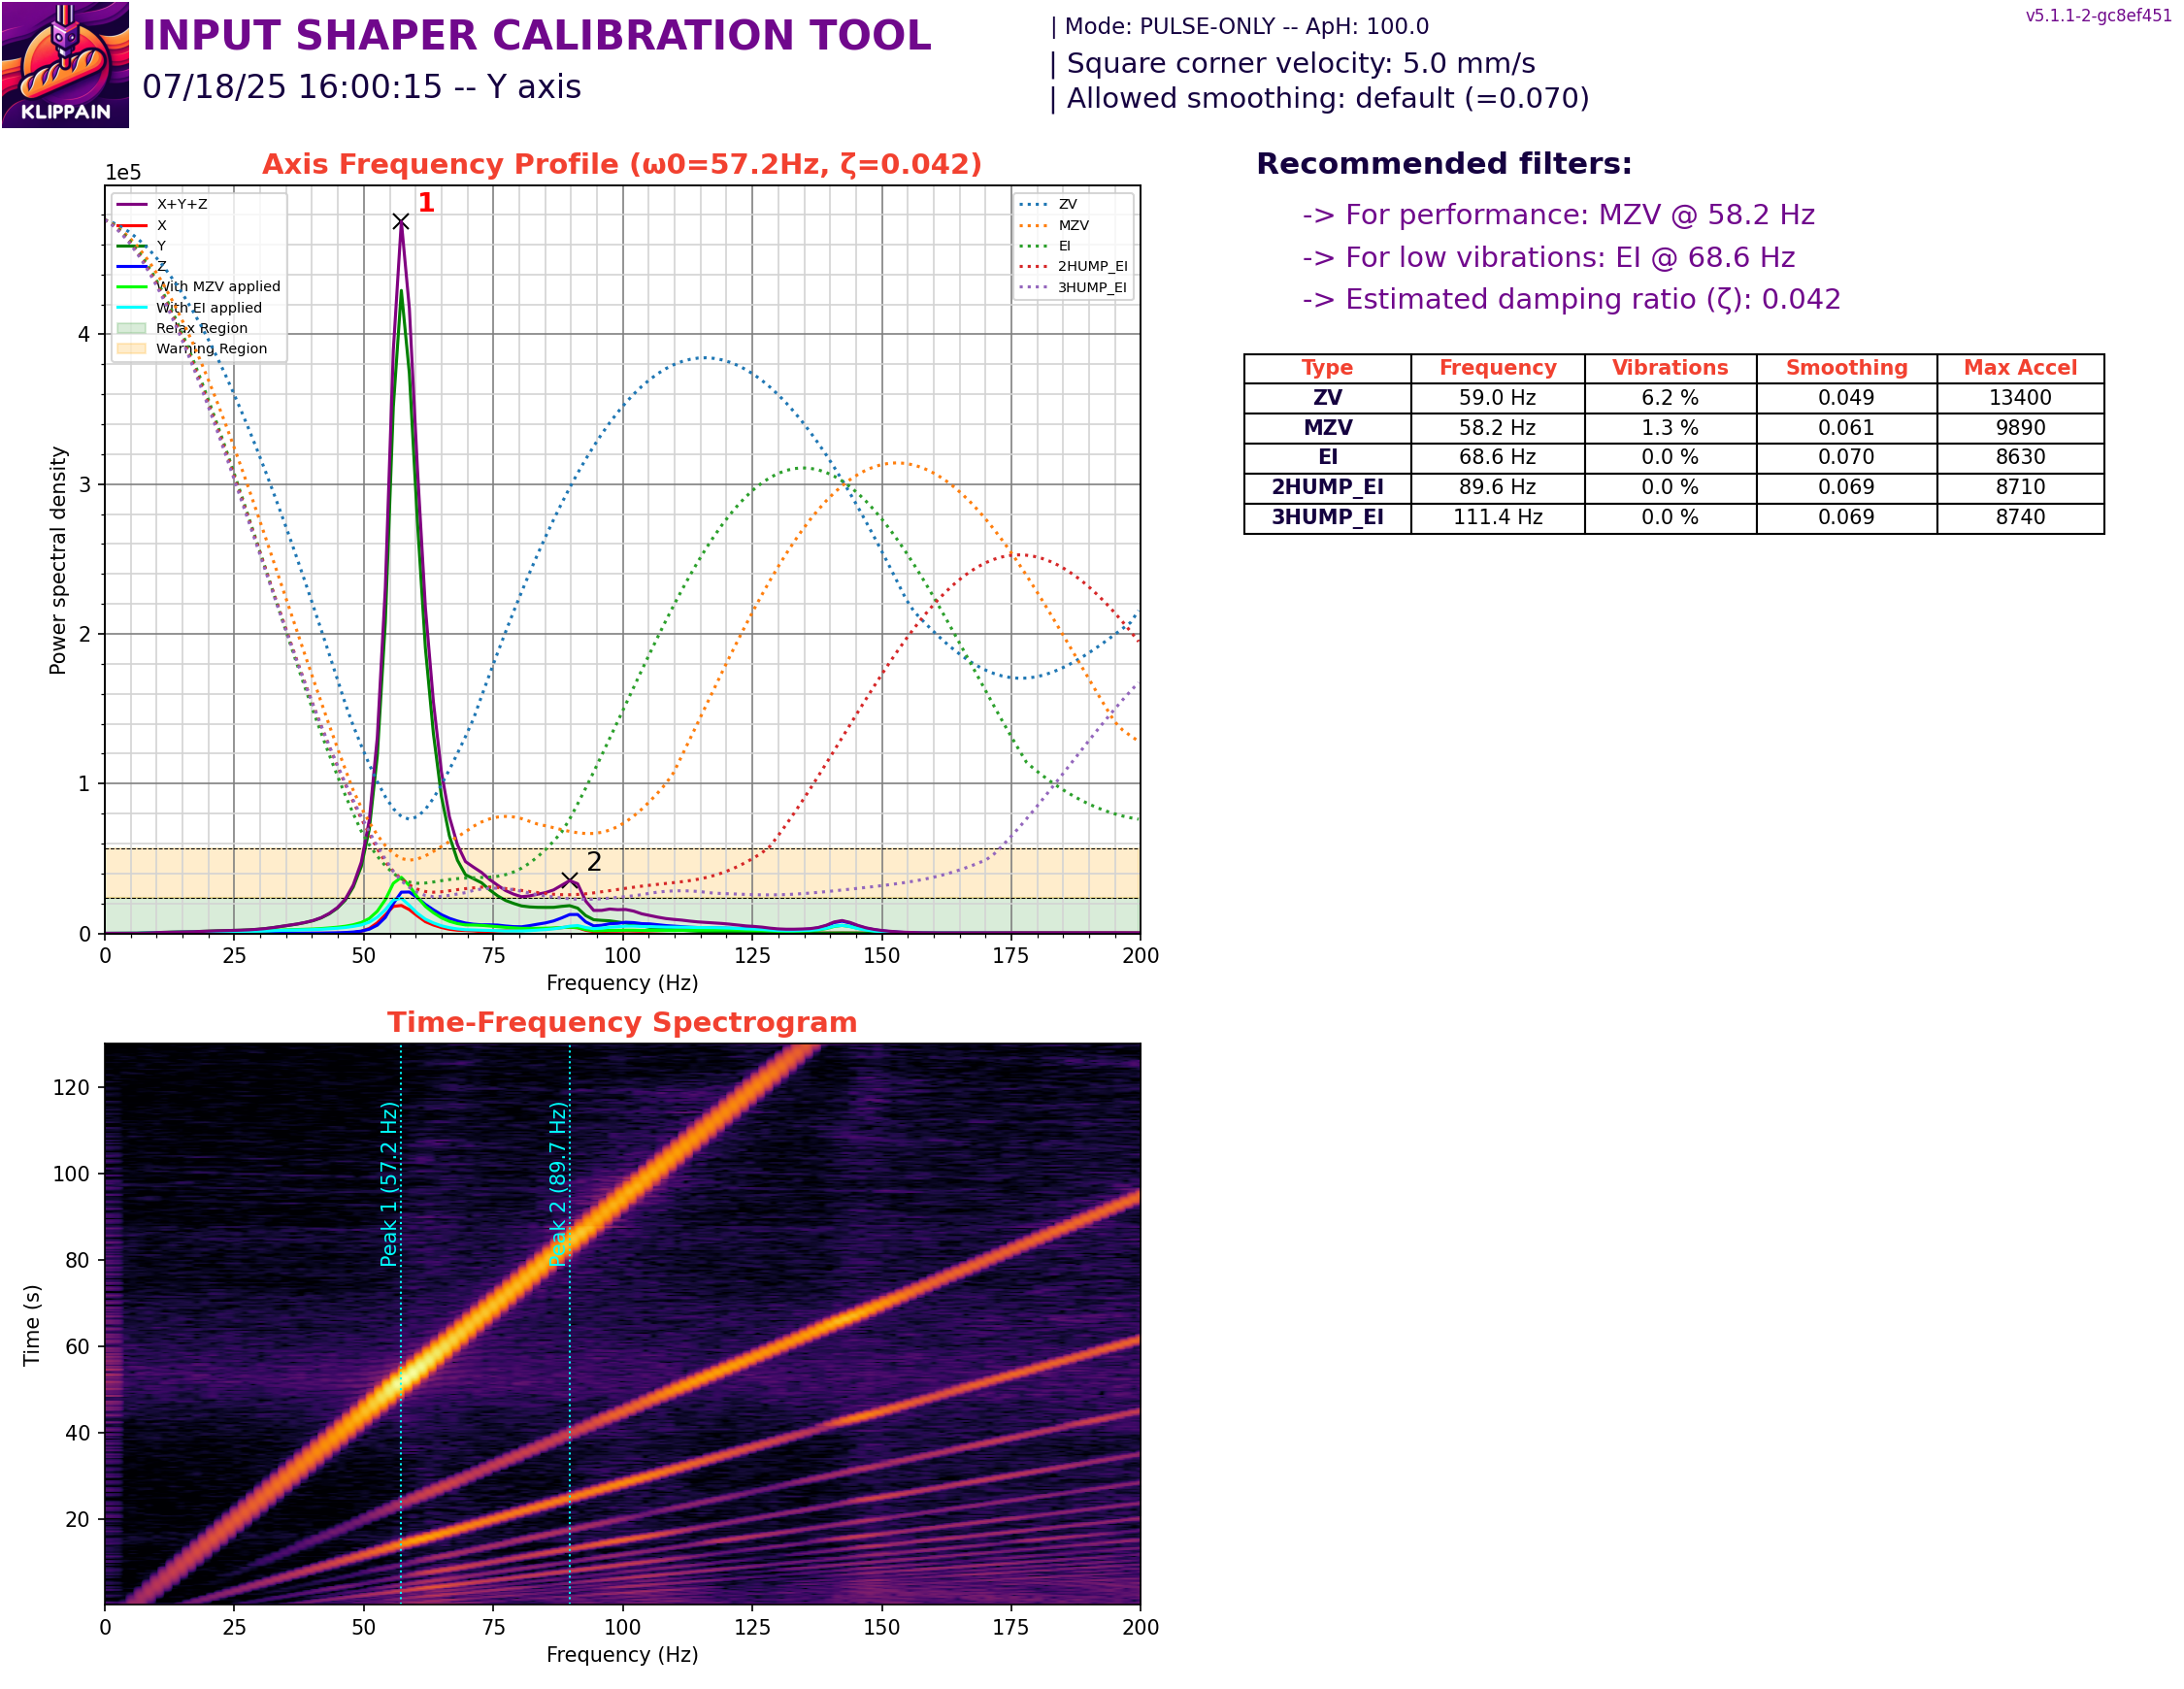 KLIPPAIN
INPUT SHAPER CALIBRATION TOOL
07/18/25 16:00:15 -- Y axis
| Mode: PULSE-ONLY -- ApH: 100.0
| Square corner velocity: 5.0 mm/s
| Allowed smoothing: default (=0.070)
v5.1.1-2-gc8ef451
Axis Frequency Profile (ω0=57.2Hz, ζ=0.042)
1e5
X+Y+Z
X
Y
Z
With MZV applied
With EI applied
Relax Region
Warning Region
ZV
MZV
EI
2HUMP_EI
3HUMP_EI
1
2
Power spectral density
4
3
2
1
0
0 25 50 75 100 125 150 175 200
Frequency (Hz)
Recommended filters:
-> For performance: MZV @ 58.2 Hz
-> For low vibrations: EI @ 68.6 Hz
-> Estimated damping ratio (ζ): 0.042
Type Frequency Vibrations Smoothing Max Accel
ZV 59.0 Hz 6.2 % 0.049 13400
MZV 58.2 Hz 1.3 % 0.061 9890
EI 68.6 Hz 0.0 % 0.070 8630
2HUMP_EI 89.6 Hz 0.0 % 0.069 8710
3HUMP_EI 111.4 Hz 0.0 % 0.069 8740
Time-Frequency Spectrogram
Time (s)
120
100
80
60
40
20
Peak 1 (57.2 Hz)
Peak 2 (89.7 Hz)
0 25 50 75 100 125 150 175 200
Frequency (Hz)